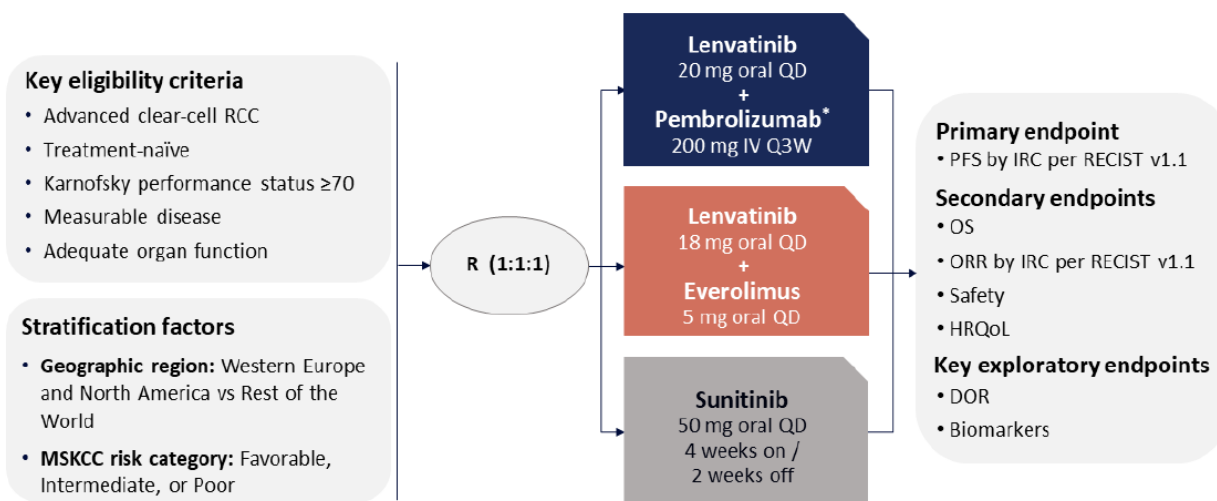 Key eligibility criteria
• Advanced clear-cell RCC
• Treatment-naïve
• Karnofsky performance status ≥70
• Measurable disease
• Adequate organ function
Stratification factors
• Geographic region: Western Europe
and North America vs Rest of the
World
• MSKCC risk category: Favorable,
Intermediate, or Poor
R (1:1:1)
Lenvatinib
20 mg oral QD
+
Pembrolizumab*
200 mg IV Q3W
Lenvatinib
18 mg oral QD
+
Everolimus
5 mg oral QD
Sunitinib
50 mg oral QD
4 weeks on /
2 weeks off
Primary endpoint
• PFS by IRC per RECIST v1.1
Secondary endpoints
• OS
• ORR by IRC per RECIST v1.1
• Safety
• HRQoL
Key exploratory endpoints
• DOR
• Biomarkers